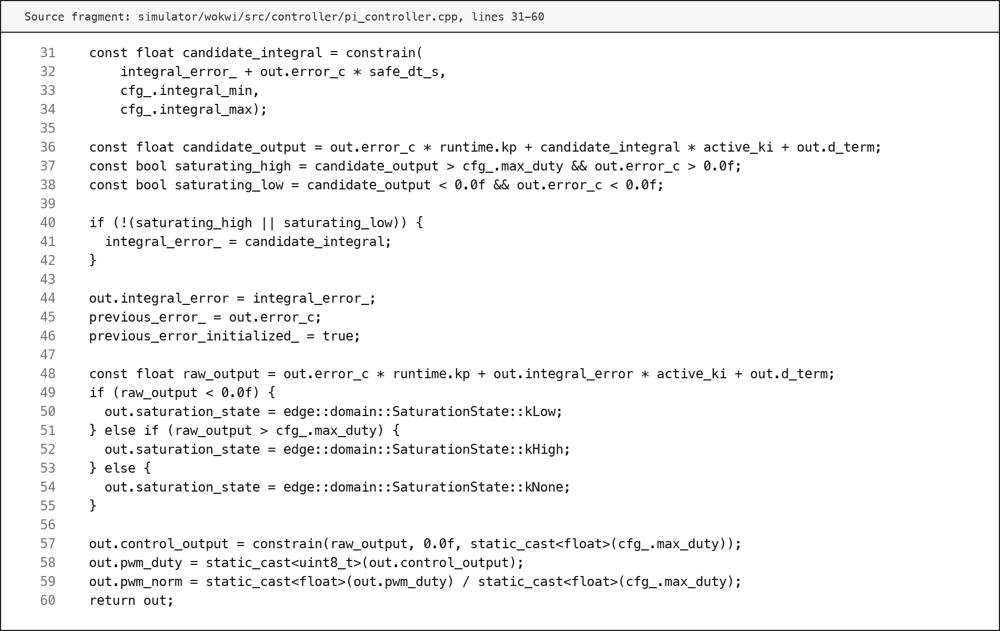 Source fragment: simulator/wokwi/src/controller/pi_controller.cpp, lines 31–60
31    const float candidate_integral = constrain(
32        integral_error_ + out.error_c * safe_dt_s,
33        cfg_.integral_min,
34        cfg_.integral_max);
35
36    const float candidate_output = out.error_c * runtime.kp + candidate_integral * active_ki + out.d_term;
37    const bool saturating_high = candidate_output > cfg_.max_duty && out.error_c > 0.0f;
38    const bool saturating_low = candidate_output < 0.0f && out.error_c < 0.0f;
39
40    if (!(saturating_high || saturating_low)) {
41      integral_error_ = candidate_integral;
42    }
43
44    out.integral_error = integral_error_;
45    previous_error_ = out.error_c;
46    previous_error_initialized_ = true;
47
48    const float raw_output = out.error_c * runtime.kp + out.integral_error * active_ki + out.d_term;
49    if (raw_output < 0.0f) {
50      out.saturation_state = edge::domain::SaturationState::kLow;
51    } else if (raw_output > cfg_.max_duty) {
52      out.saturation_state = edge::domain::SaturationState::kHigh;
53    } else {
54      out.saturation_state = edge::domain::SaturationState::kNone;
55    }
56
57    out.control_output = constrain(raw_output, 0.0f, static_cast<float>(cfg_.max_duty));
58    out.pwm_duty = static_cast<uint8_t>(out.control_output);
59    out.pwm_norm = static_cast<float>(out.pwm_duty) / static_cast<float>(cfg_.max_duty);
60    return out;